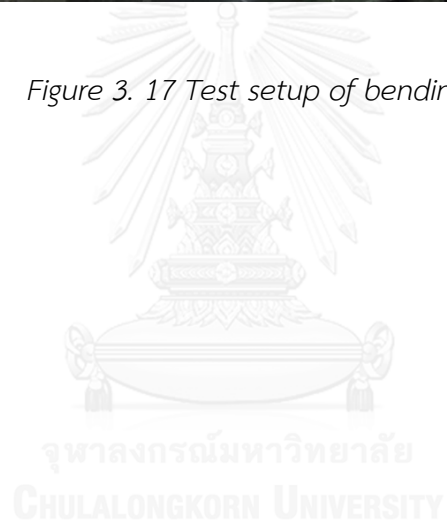 Figure 3. 17 Test setup of bendin
จุฬาลงกรณ์มหาวิทยาลัย
CHULALONGKORN UNIVERSITY